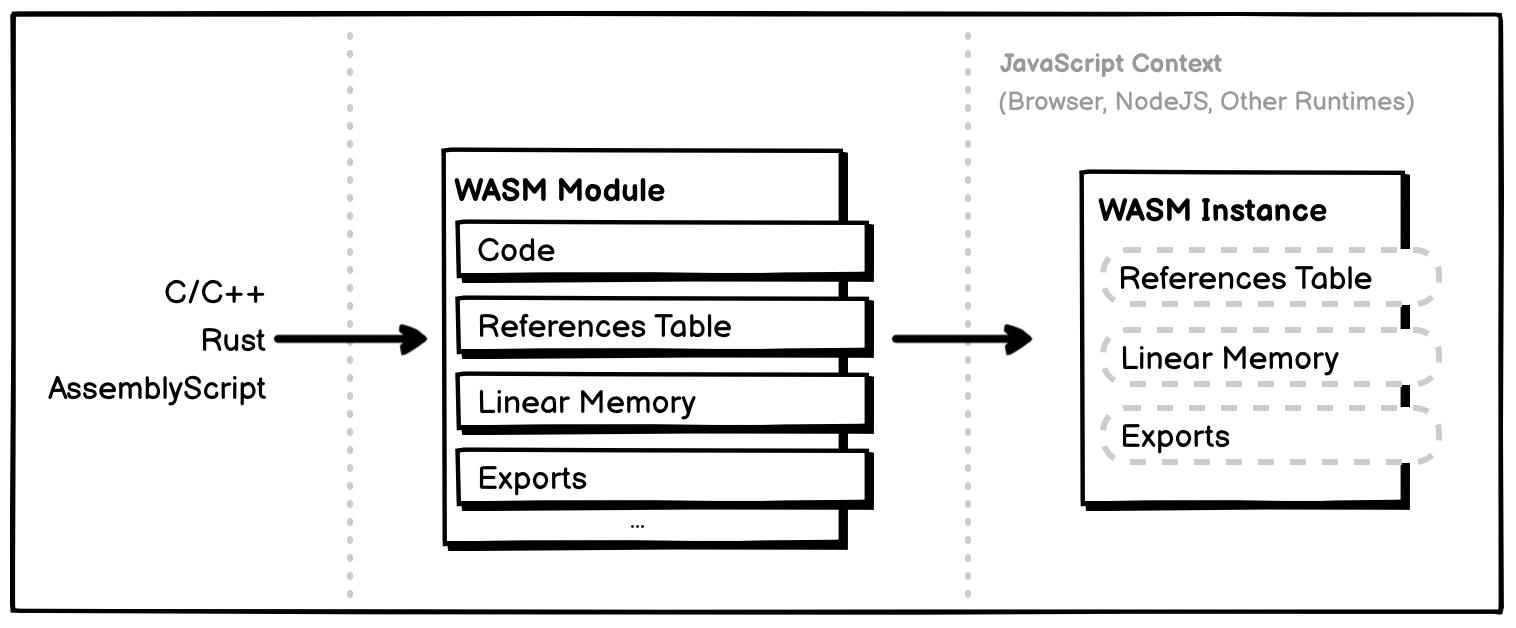 C/C++
Rust
AssemblyScript
WASM Module
Code
References Table
Linear Memory
Exports
...
JavaScript Context
(Browser, NodeJS, Other Runtimes)
WASM Instance
References Table
Linear Memory
Exports